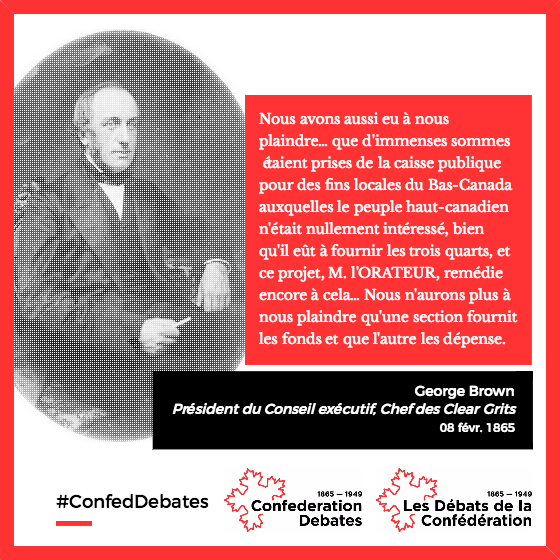 Nous avons aussi eu à nous
plaindre... que d'immenses sommes
étaient prises de la caisse publique
pour des fins locales du Bas-Canada
auxquelles le peuple haut-canadien
n'était nullement intéressé, bien
qu'il eût à fournir les trois quarts, et
ce projet, M. l'ORATEUR, remédie
encore à cela... Nous n'aurons plus à
nous plaindre qu'une section fournit
les fonds et que l'autre les dépense.
George Brown
Président du Conseil exécutif, Chef des Clear Grits
08 févr. 1865
#ConfedDebates
1865 — 1949
Confederation
Debates
1865 — 1949
Les Débats de la
Confédération